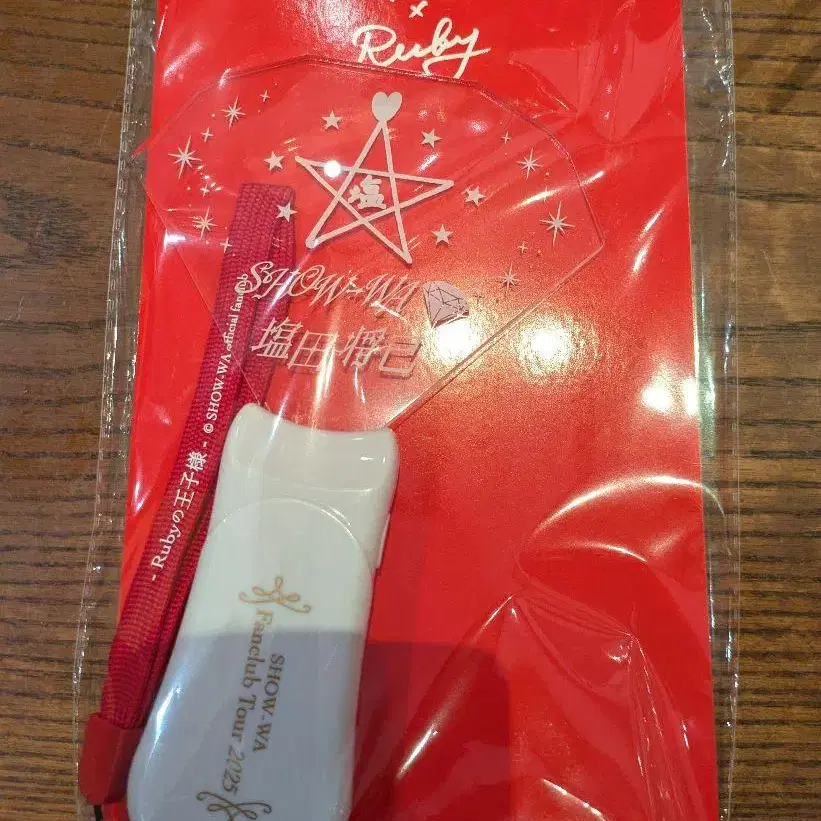 ×
Ruby
塩
SHOW-WA
塩田将己
- Rubyの王子様 - © SHOW-WA official fanclub
SHOW-WA
Fanclub Tour 2025